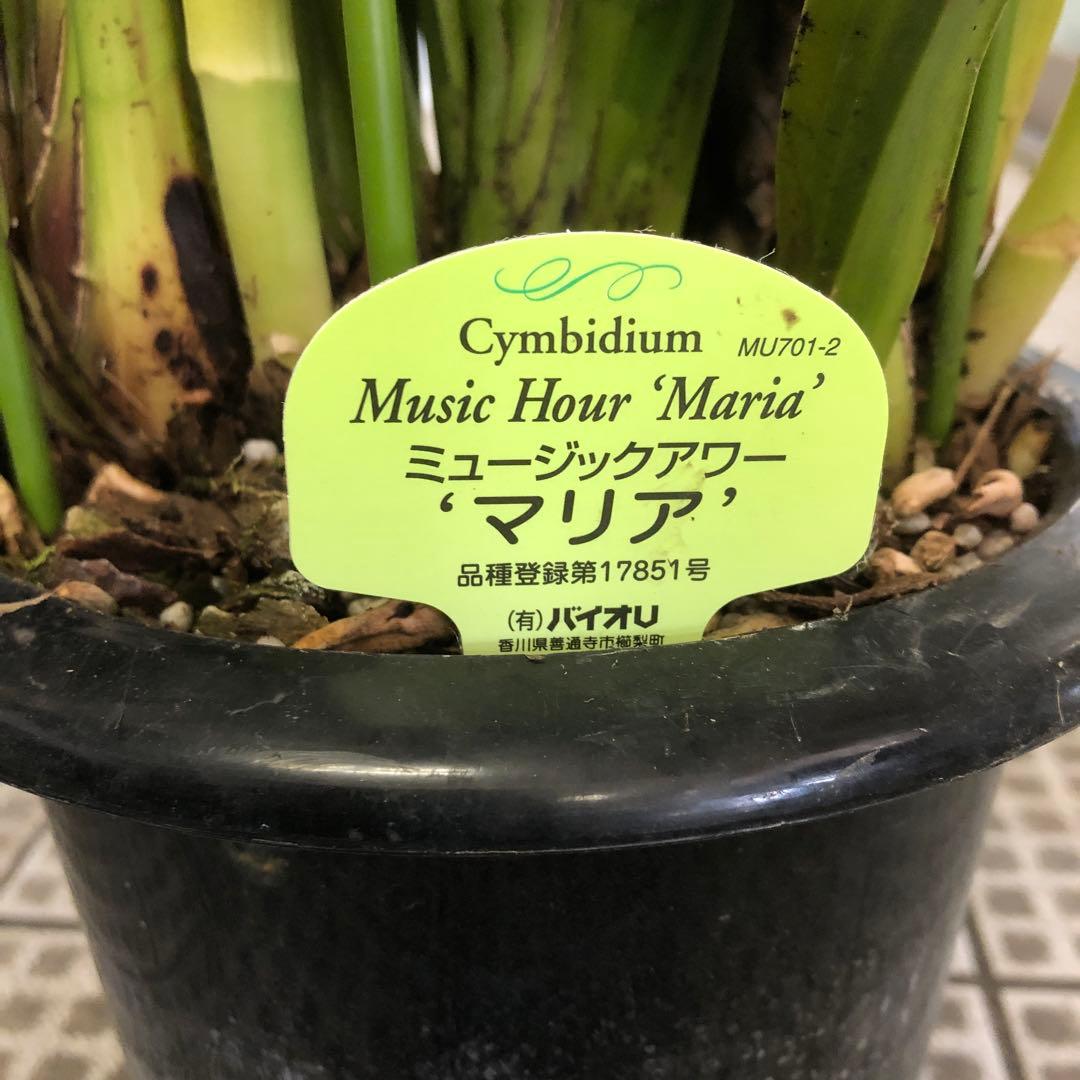 Cymbidium MU701-2
Music Hour ‘Maria’
ミュージックアワー
‘マリア’
品種登録第17851号
(有)バイオU
香川県善通寺市櫛梨町